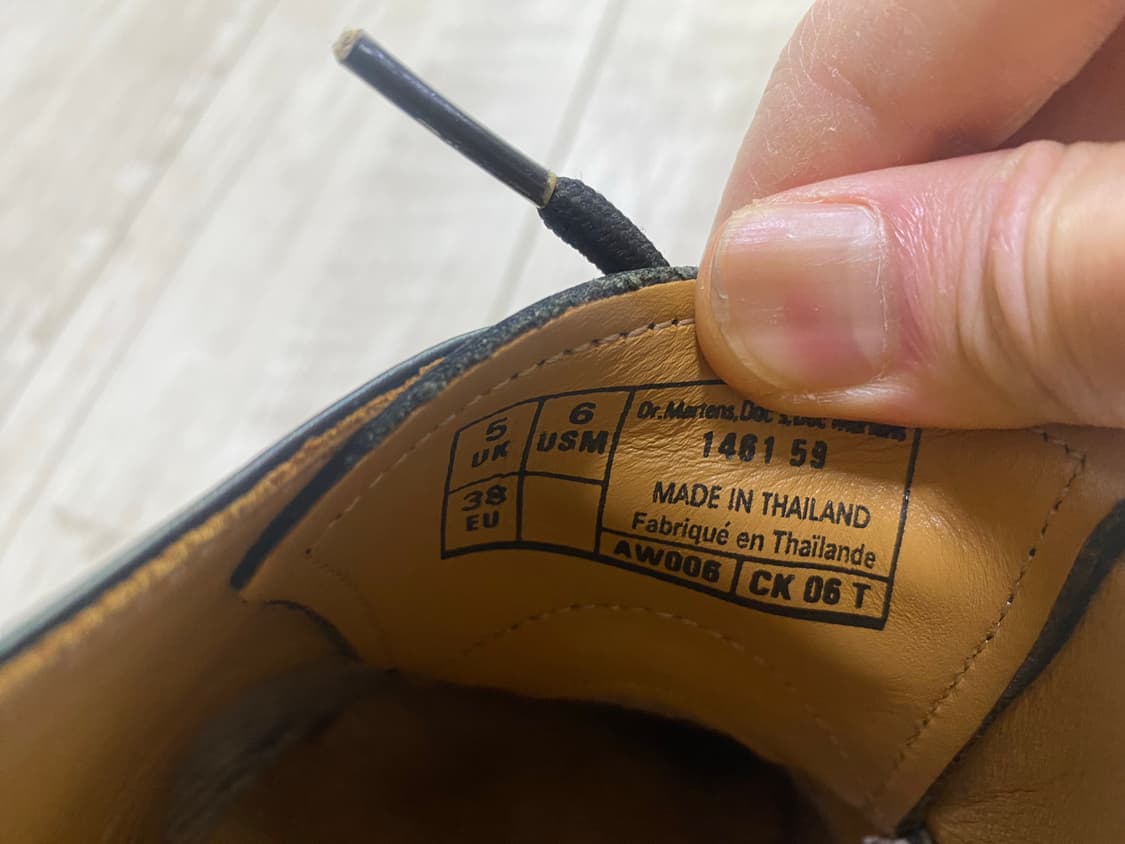 5
UK
6
USM
38
EU
Dr. Martens, Doc
1461 59
MADE IN THAILAND
Fabriqué en Thaïlande
AW006
CK 06 T